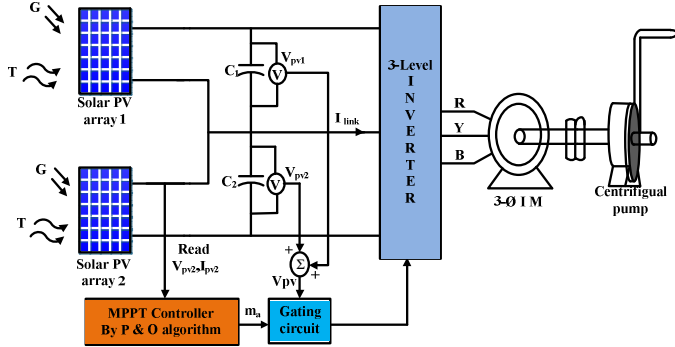 G
T
Solar PV
array 1
C1
V
Vpv1
I link
3-Level
I
N
V
E
R
T
E
R
R
Y
B
3-Ø I M
Centrifigual
pump
G
T
Solar PV
array 2
C2
V
Vpv2
Read
Vpv2,Ipv2
+
Σ
+
Vpv
MPPT Controller
By P & O algorithm
ma
Gating
circuit